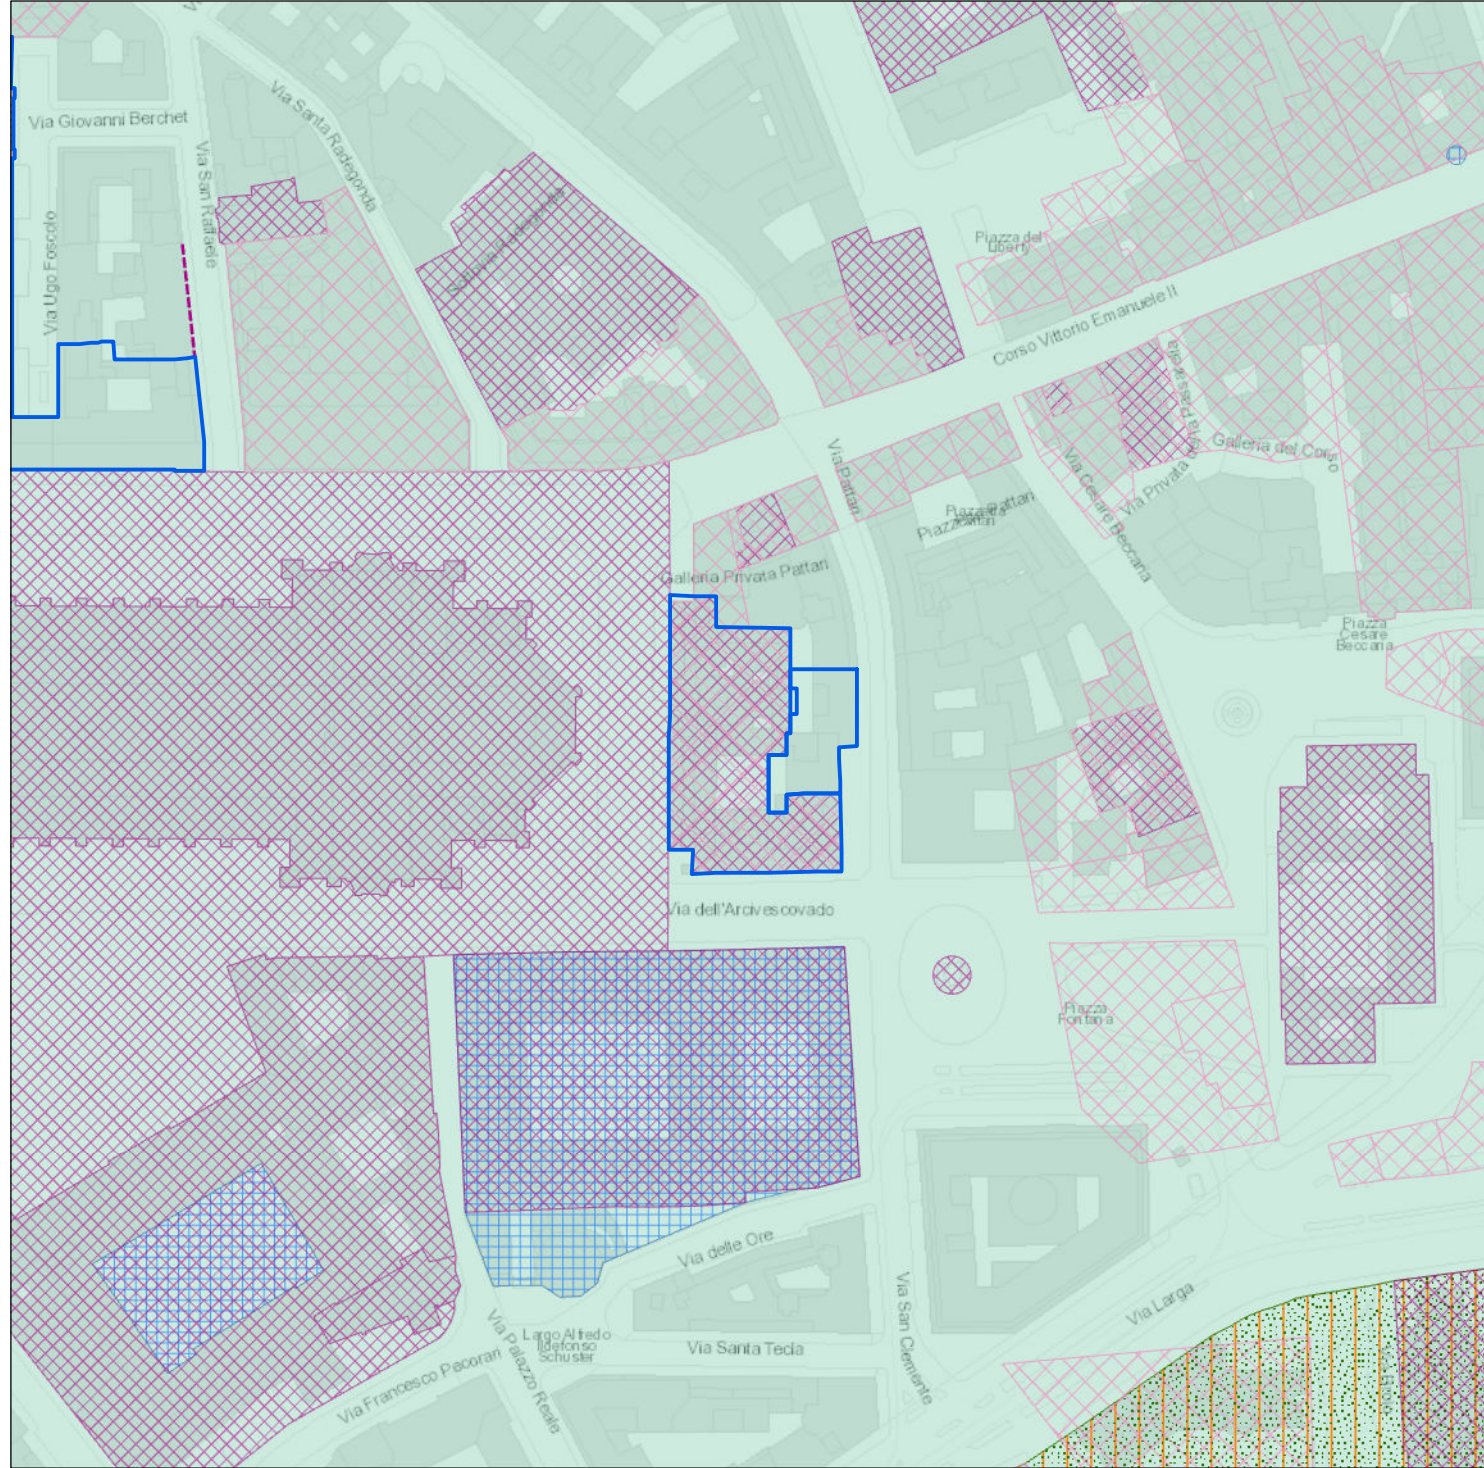 Via Giovanni Berchet
Via Santa Radegonda
Via San Raffaele
Via Ugo Foscolo
Piazza del
Liberty
Corso Vittorio Emanuele II
Via Privata Passarella
Galleria del Corso
Via Pattari
Via Cesare Beccaria
Piazza
Galleria Privata Pattari
Piazza
Cesare
Beccaria
Via dell'Arcivescovado
Piazza
Fontana
Via delle Ore
Via Larga
Via San Clemente
Largo Alfredo
Ildefonso
Schuster
Via Santa Tecla
Via Palazzo Reale
Via Francesco Pecorari